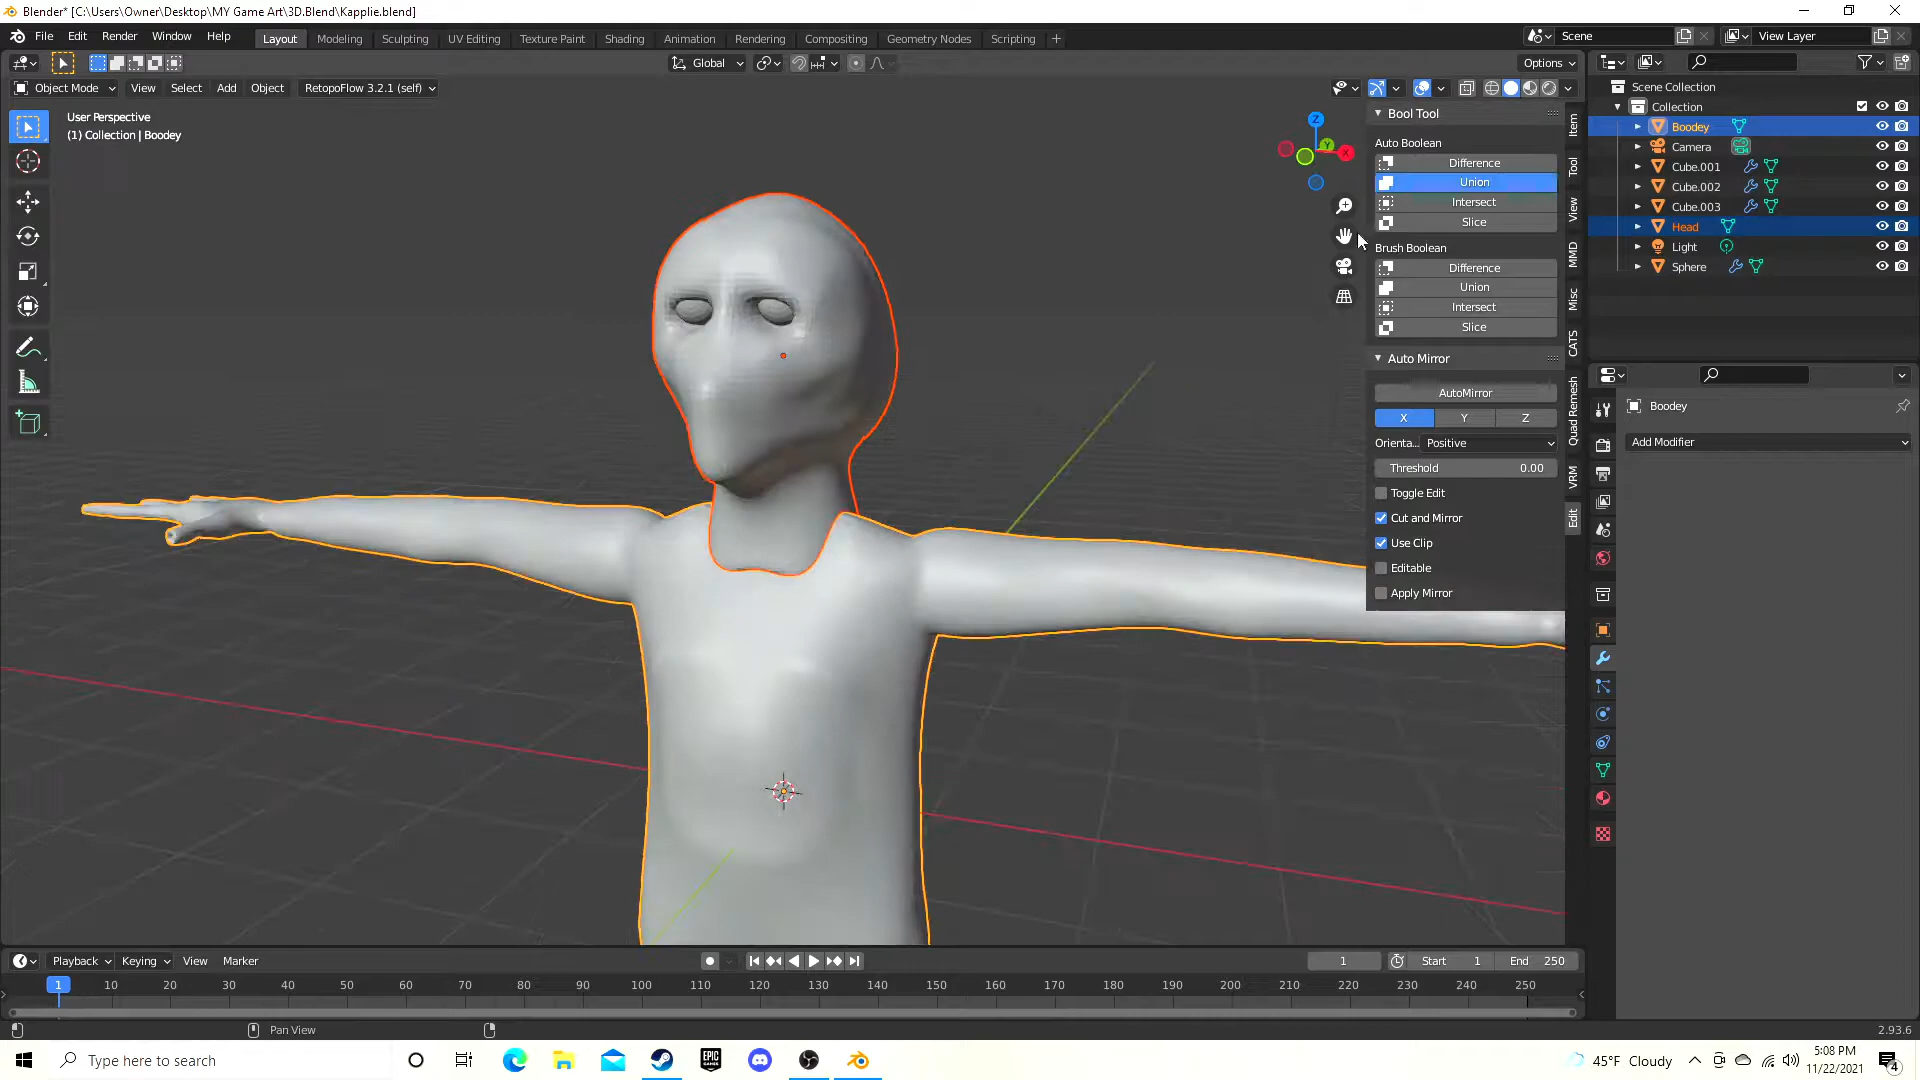 Blender* [C:\Users\Owner\Desktop\MY Game Art\3D.Blend\Kapplie.blend]
File Edit Render Window Help Layout Modeling Sculpting UV Editing Texture Paint Shading Animation Rendering Compositing Geometry Nodes Scripting + Scene View Layer
Global Options
Object Mode View Select Add Object RetopoFlow 3.2.1 (self)
User Perspective
(1) Collection | Boodey
Z
Y
X
Bool Tool
Auto Boolean
Difference
Union
Intersect
Slice
Brush Boolean
Difference
Union
Intersect
Slice
Auto Mirror
AutoMirror
X Y Z
Orienta... Positive
Threshold 0.00
Toggle Edit
Cut and Mirror
Use Clip
Editable
Apply Mirror
Item
Tool
View
MMD
Misc
CATS
Quad Remesh
VRM
Edit
Scene Collection
Collection
Boodey
Camera
Cube.001
Cube.002
Cube.003
Head
Light
Sphere
Boodey
Add Modifier
Playback Keying View Marker 1 Start 1 End 250
1 10 20 30 40 50 60 70 80 90 100 110 120 130 140 150 160 170 180 190 200 210 220 230 240 250
Pan View 2.93.6
Type here to search EPIC GAMES 45°F Cloudy 5:08 PM
11/22/2021 4